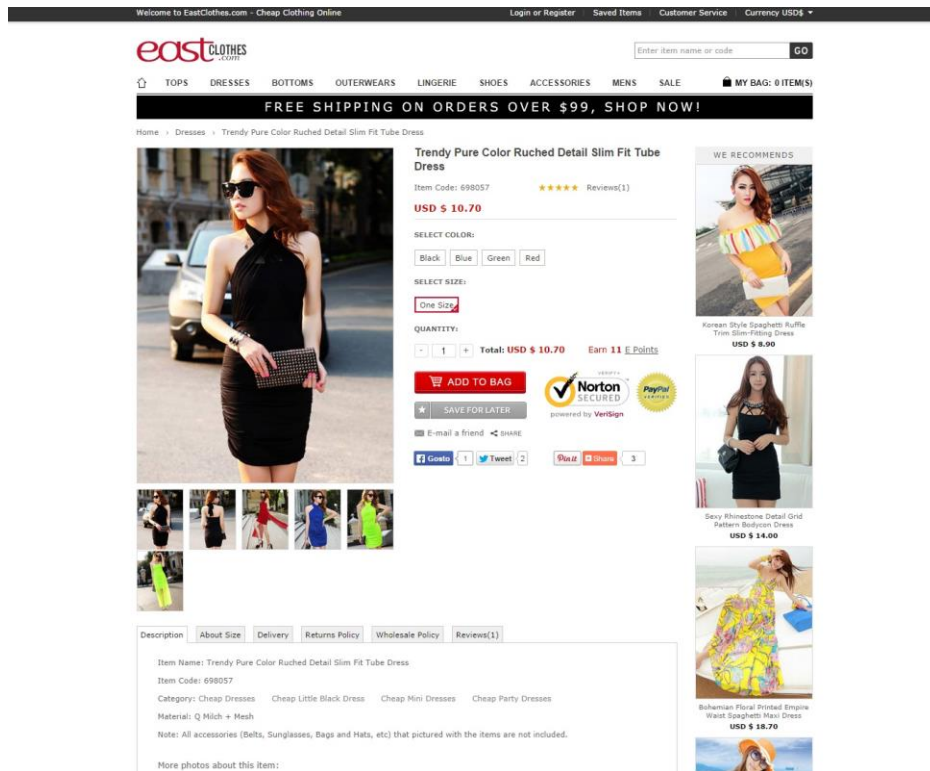 Welcome to EastClothes.com - Cheap Clothing Online
Login or Register
Saved Items
Customer Service
Currency USD$
east CLOTHES .com
Enter item name or code
GO
TOPS DRESSES BOTTOMS OUTERWEARS LINGERIE SHOES ACCESSORIES MENS SALE
MY BAG: 0 ITEM(S)
FREE SHIPPING ON ORDERS OVER $99, SHOP NOW!
Home › Dresses › Trendy Pure Color Ruched Detail Slim Fit Tube Dress
Trendy Pure Color Ruched Detail Slim Fit Tube
Dress
Item Code: 698057
Reviews(1)
USD $ 10.70
SELECT COLOR:
Black Blue Green Red
SELECT SIZE:
One Size
QUANTITY:
- 1 + Total: USD $ 10.70 Earn 11 E Points
ADD TO BAG
SAVE FOR LATER
VERIFY
Norton
SECURED
powered by VeriSign
PayPal
VERIFIED
E-mail a friend SHARE
Gosto 1 Tweet 2 Pin it Share 3
Description About Size Delivery Returns Policy Wholesale Policy Reviews(1)
Item Name: Trendy Pure Color Ruched Detail Slim Fit Tube Dress
Item Code: 698057
Category: Cheap Dresses Cheap Little Black Dress Cheap Mini Dresses Cheap Party Dresses
Material: Q Milch + Mesh
Note: All accessories (Belts, Sunglasses, Bags and Hats, etc) that pictured with the items are not included.
More photos about this item:
WE RECOMMENDS
Korean Style Spaghetti Ruffle
Trim Slim-Fitting Dress
USD $ 8.90
Sexy Rhinestone Detail Grid
Pattern Bodycon Dress
USD $ 14.00
Bohemian Floral Printed Empire
Waist Spaghetti Maxi Dress
USD $ 18.70